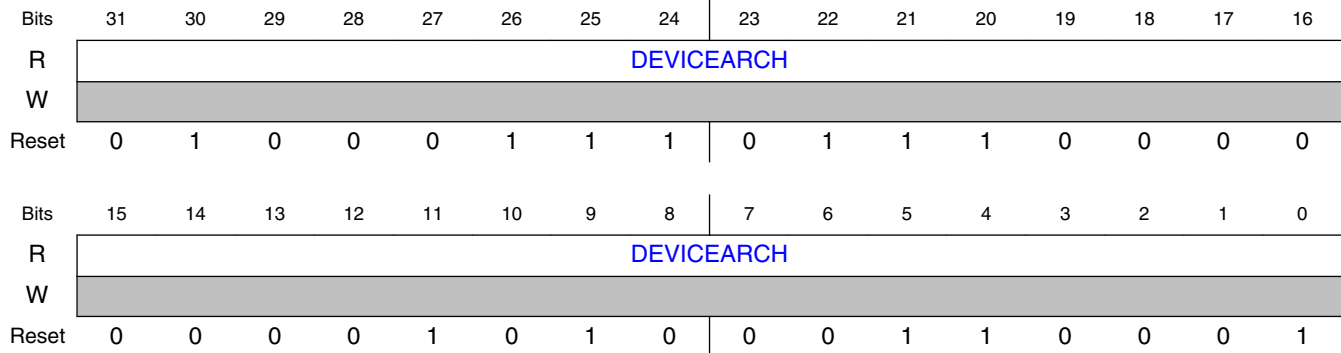 Bits 31 30 29 28 27 26 25 24 23 22 21 20 19 18 17 16
R DEVICEARCH
W
Reset 0 1 0 0 0 1 1 1 0 1 1 1 0 0 0 0
Bits 15 14 13 12 11 10 9 8 7 6 5 4 3 2 1 0
R DEVICEARCH
W
Reset 0 0 0 0 1 0 1 0 0 0 1 1 0 0 0 1